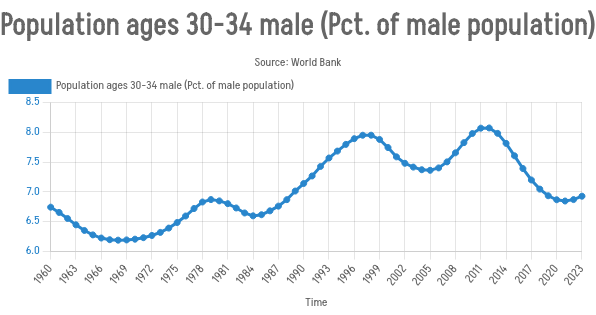 Population ages 30-34 male (Pct. of male population)
Source: World Bank
Population ages 30-34 male (Pct. of male population)
8.5
8.0
7.5
7.0
6.5
6.0
1960 1963 1966 1969 1972 1975 1978 1981 1984 1987 1990 1993 1996 1999 2002 2005 2008 2011 2014 2017 2020 2023
Time